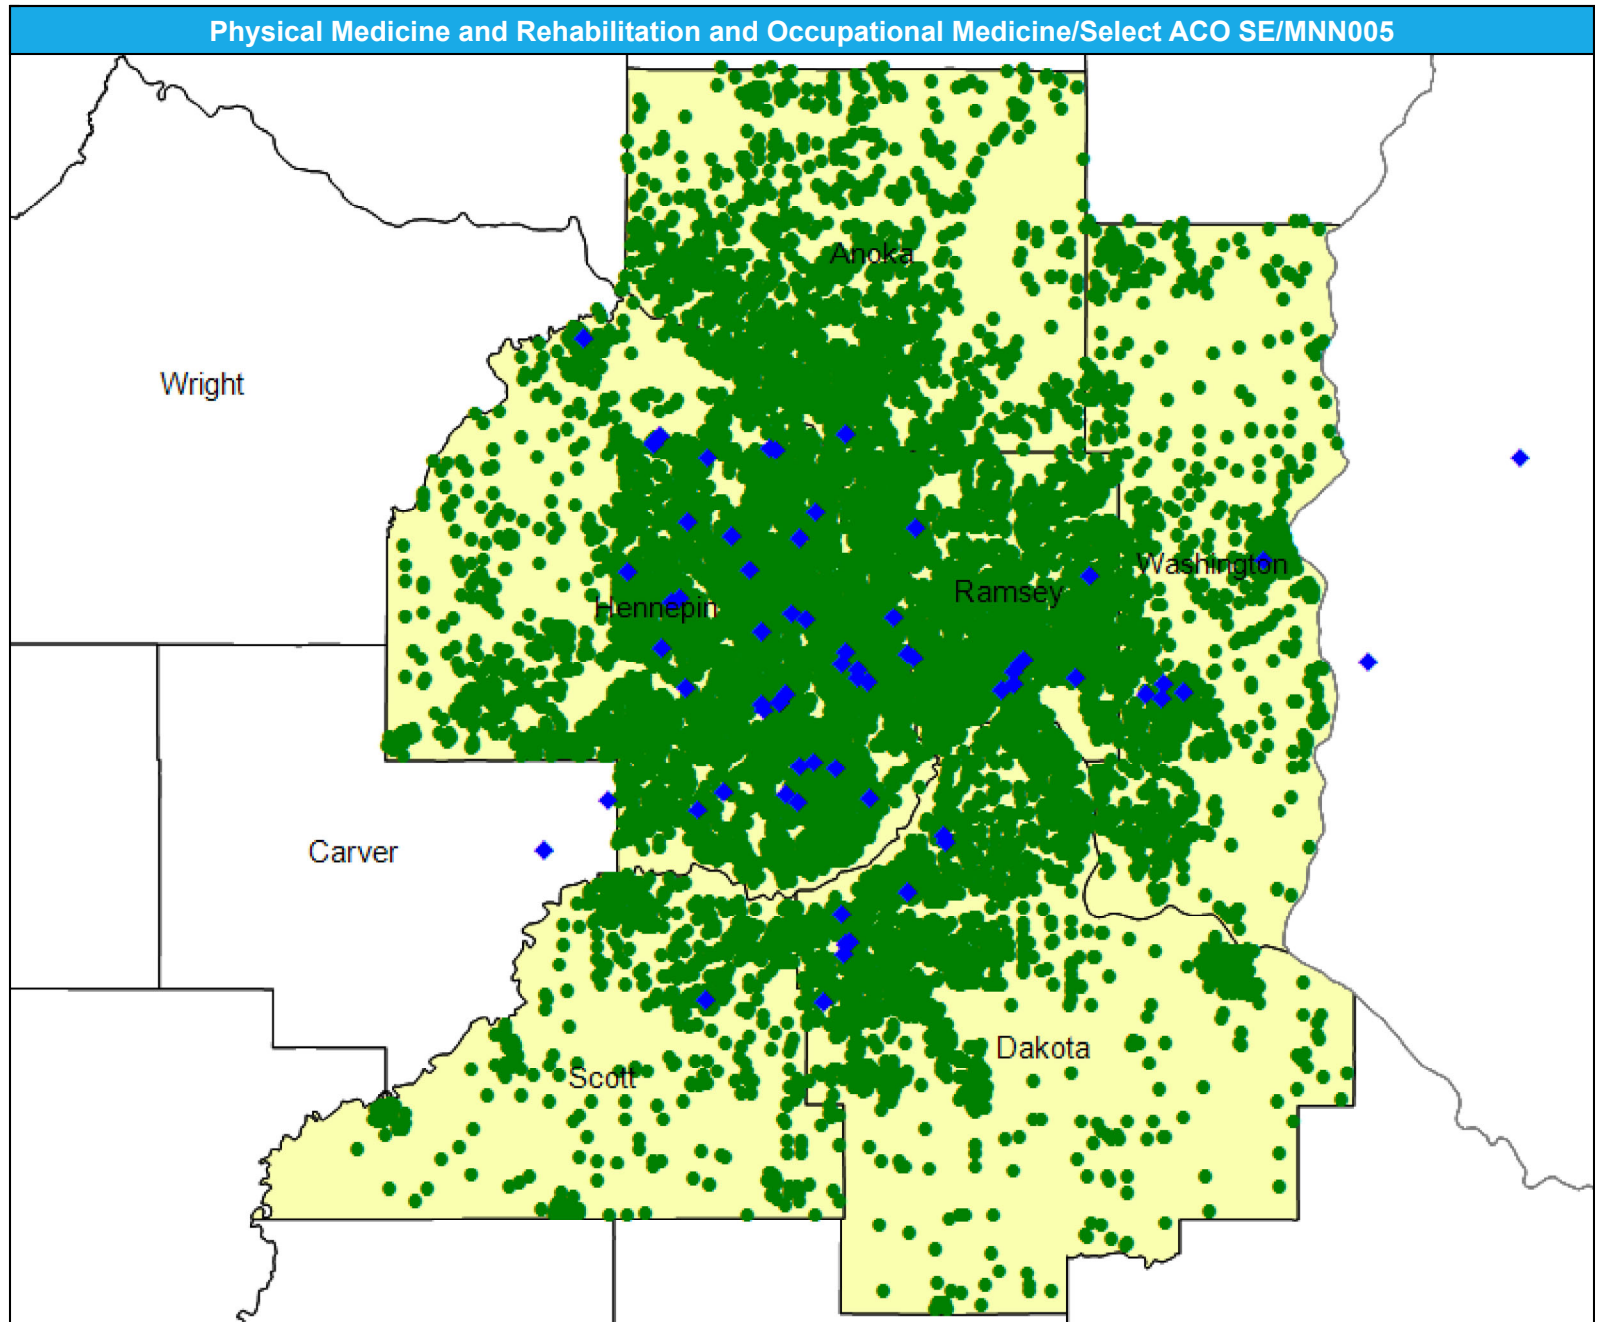 Physical Medicine and Rehabilitation and Occupational Medicine/Select ACO SE/MNN005
Anoka
Wright
Washington
Ramsey
Hennepin
Carver
Dakota
Scott